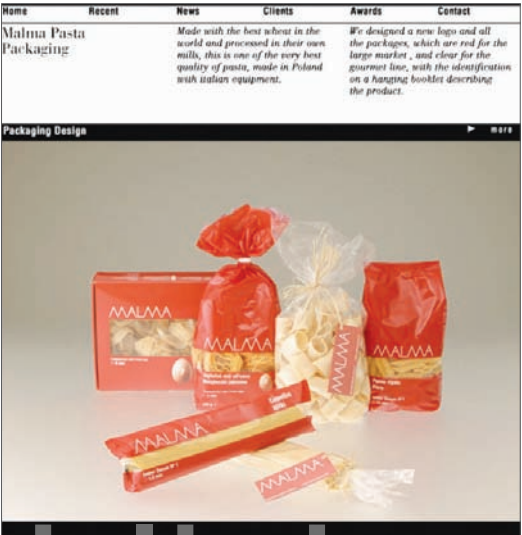 Home Recent News Clients Awards Contact
Malma Pasta
Packaging
Made with the best wheat in the
world and processed in their own
mills, this is one of the very best
quality of pasta, made in Poland
with italian equipment.
We designed a new logo and all
the packages, which are red for the
large market , and clear for the
gourmet line, with the identification
on a hanging booklet describing
the product.
Packaging Design more
MALMA
MALMA
MALMA
MALMA
MALMA
MALMA